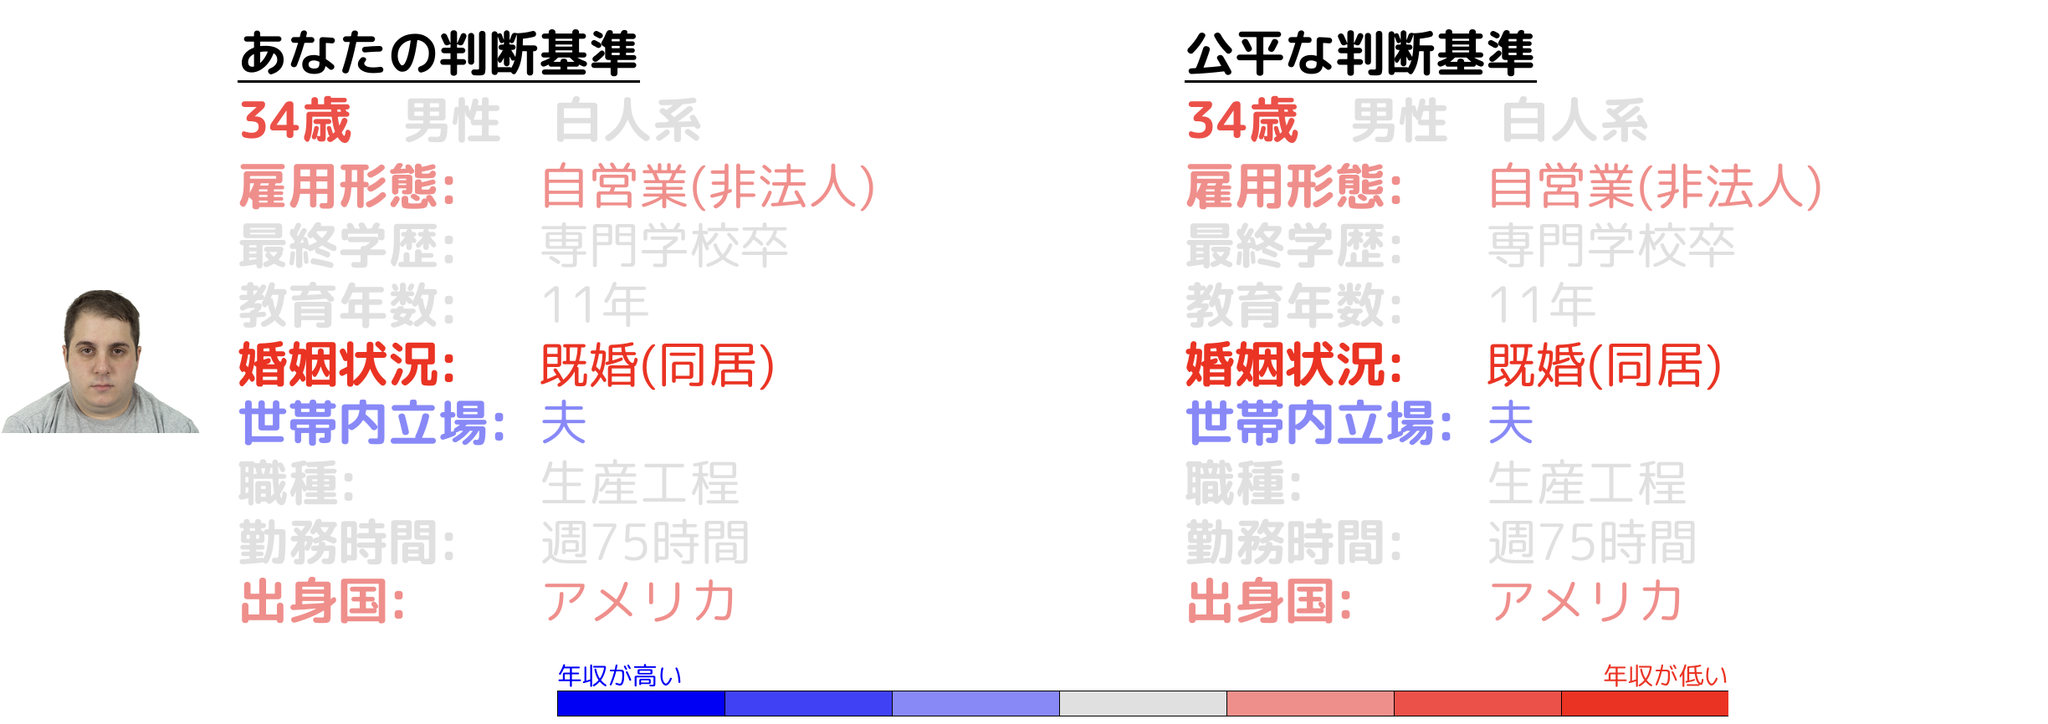 あなたの判断基準
34歳 男性 白人系
雇用形態: 自営業(非法人)
最終学歴: 専門学校卒
教育年数: 11年
婚姻状況: 既婚(同居)
世帯内立場: 夫
職種: 生産工程
勤務時間: 週75時間
出身国: アメリカ
公平な判断基準
34歳 男性 白人系
雇用形態: 自営業(非法人)
最終学歴: 専門学校卒
教育年数: 11年
婚姻状況: 既婚(同居)
世帯内立場: 夫
職種: 生産工程
勤務時間: 週75時間
出身国: アメリカ
年収が高い
年収が低い